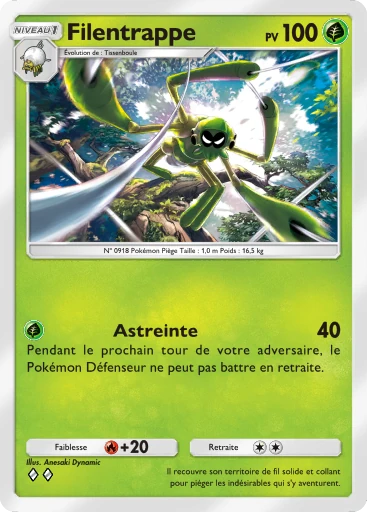 NIVEAU 1
Filentrappe
PV 100
Évolution de : Tissenboule
N° 0918 Pokémon Piège Taille : 1,0 m Poids : 16,5 kg
Astreinte 40
Pendant le prochain tour de votre adversaire, le
Pokémon Défenseur ne peut pas battre en retraite.
Faiblesse +20
Retraite
Illus. Anesaki Dynamic
Il recouvre son territoire de fil solide et collant
pour piéger les indésirables qui s'y aventurent.